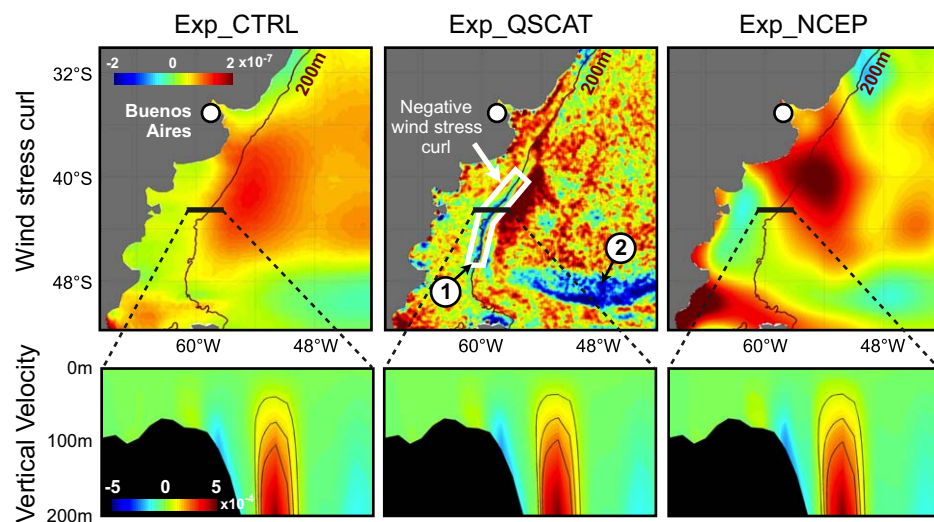 Exp_CTRL
Exp_QSCAT
Exp_NCEP
Wind stress curl
32°S
40°S
48°S
-2 0 2 x10⁻⁷
200m
Buenos
Aires
200m
Negative
wind stress
curl
1
2
200m
60°W 48°W
60°W 48°W
60°W 48°W
Vertical Velocity
0m
100m
200m
-5 0 5 x10⁻⁴